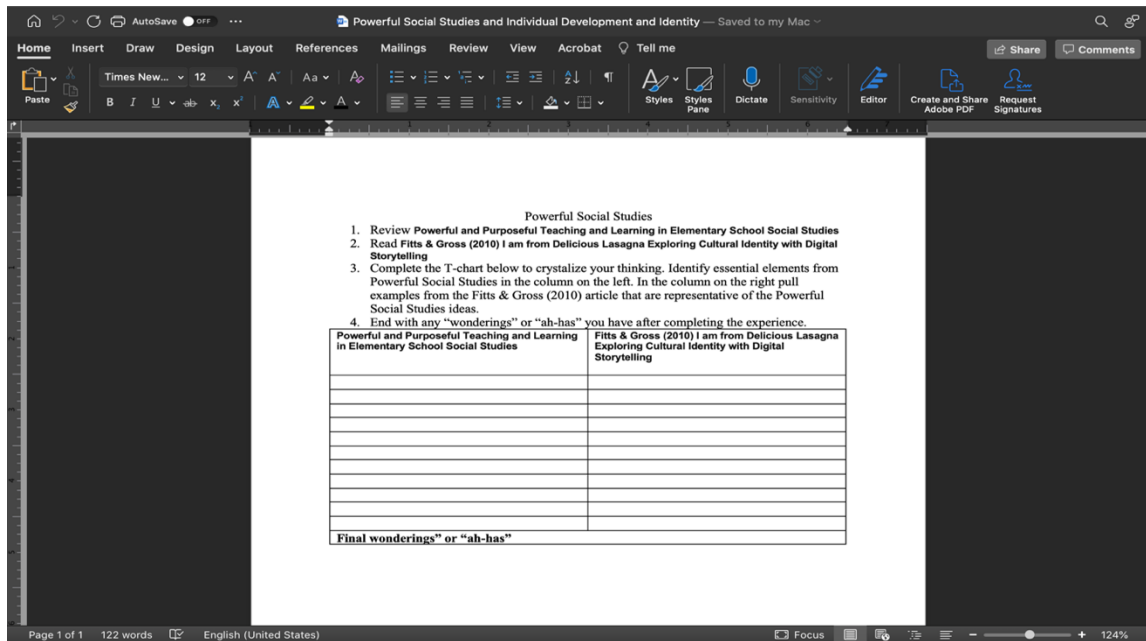 AutoSave OFF ... Powerful Social Studies and Individual Development and Identity — Saved to my Mac
Home Insert Draw Design Layout References Mailings Review View Acrobat Tell me Share Comments
Times New... 12 A A Aa A
Paste B I U ab x, x² A A Styles Styles Pane Dictate Sensitivity Editor Create and Share Adobe PDF Request Signatures
Powerful Social Studies
1. Review Powerful and Purposeful Teaching and Learning in Elementary School Social Studies
2. Read Fitts & Gross (2010) I am from Delicious Lasagna Exploring Cultural Identity with Digital
Storytelling
3. Complete the T-chart below to crystalize your thinking. Identify essential elements from
Powerful Social Studies in the column on the left. In the column on the right pull
examples from the Fitts & Gross (2010) article that are representative of the Powerful
Social Studies ideas.
4. End with any “wonderings” or “ah-has” you have after completing the experience.
Powerful and Purposeful Teaching and Learning
in Elementary School Social Studies
Fitts & Gross (2010) I am from Delicious Lasagna
Exploring Cultural Identity with Digital
Storytelling
Final wonderings” or “ah-has”
Page 1 of 1 122 words English (United States) Focus 124%